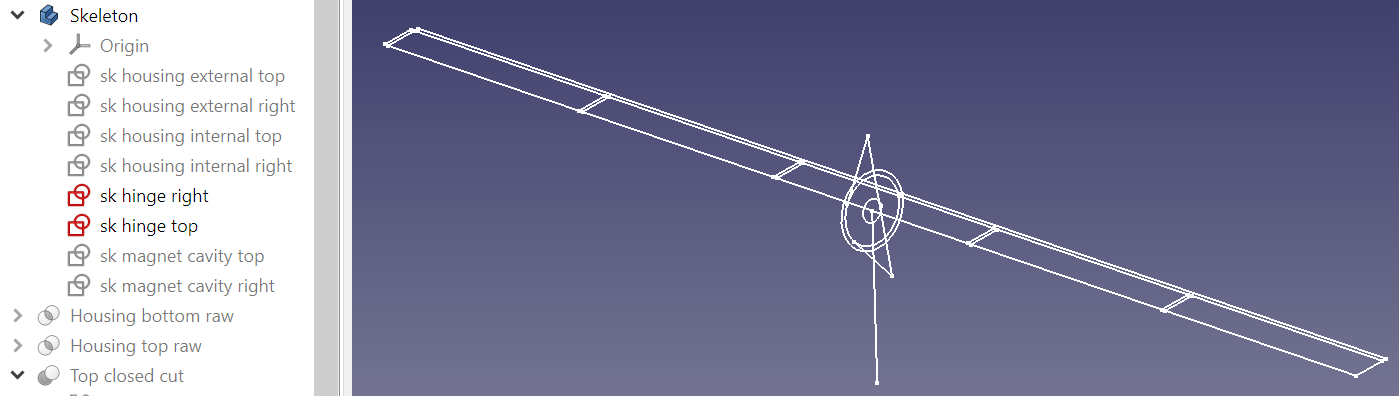 Skeleton
Origin
sk housing external top
sk housing external right
sk housing internal top
sk housing internal right
sk hinge right
sk hinge top
sk magnet cavity top
sk magnet cavity right
Housing bottom raw
Housing top raw
Top closed cut